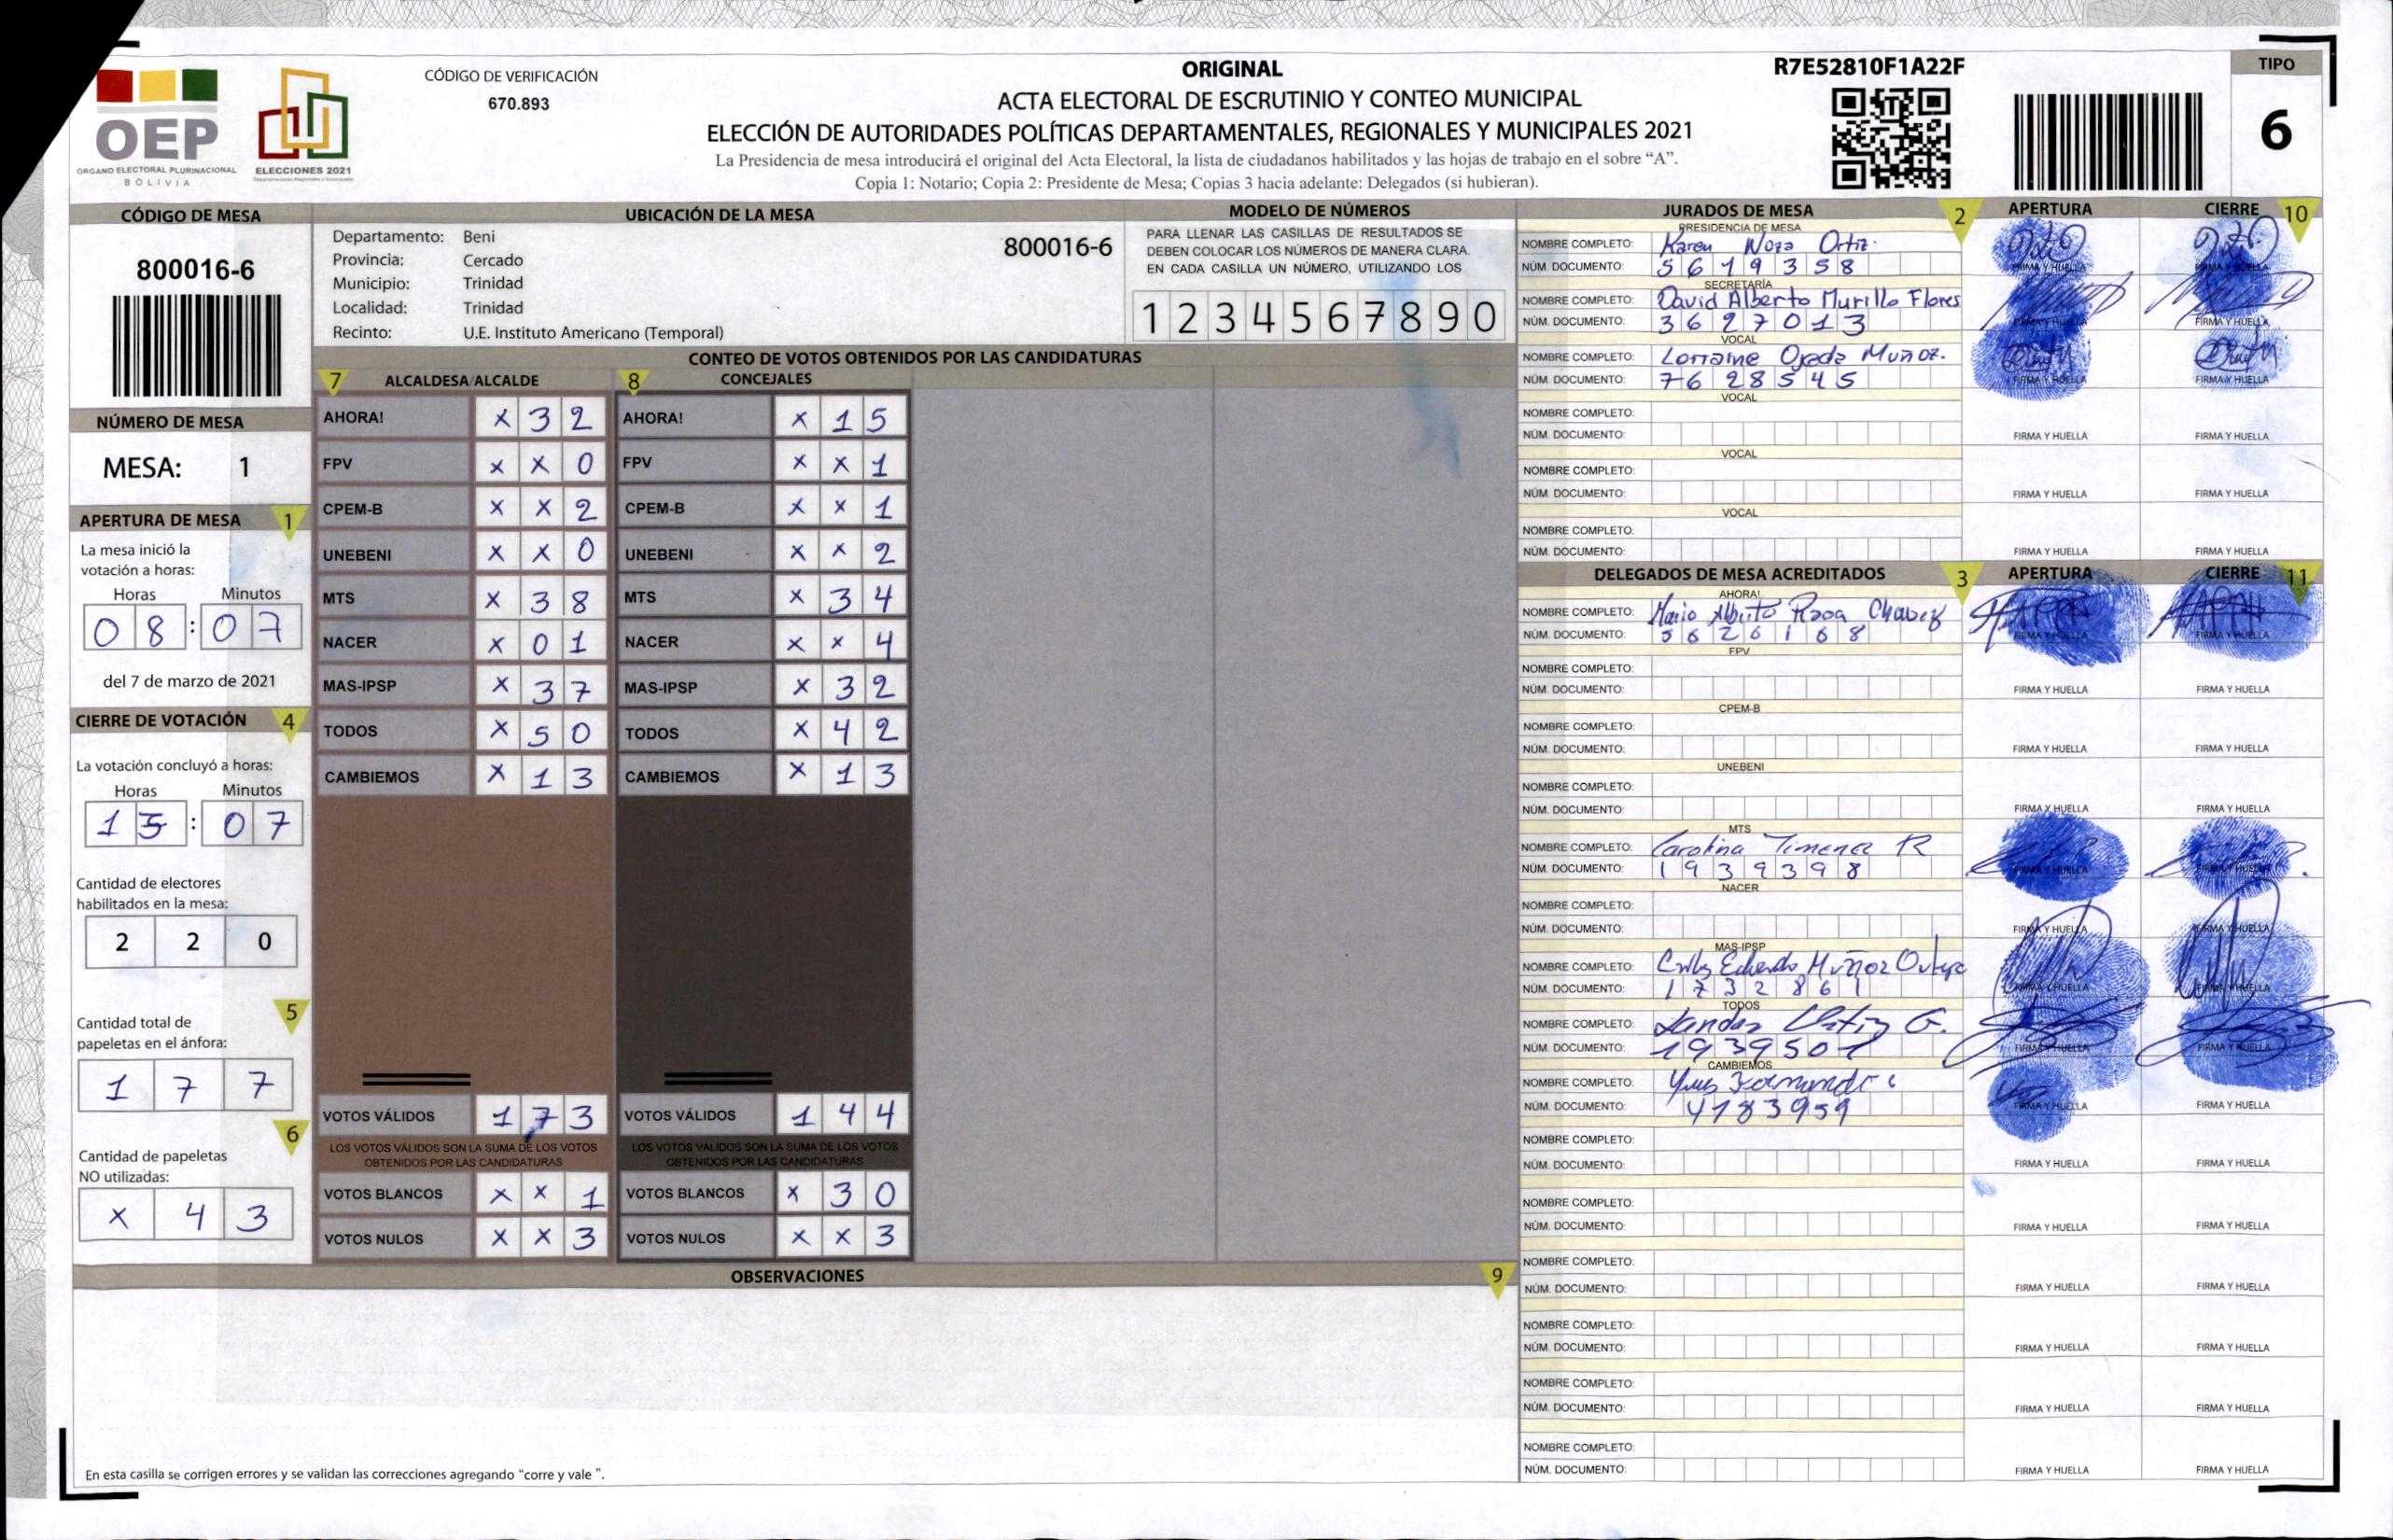 CÓDIGO DE VERIFICACIÓN
670.893
ORIGINAL
ACTA ELECTORAL DE ESCRUTINIO Y CONTEO MUNICIPAL
ELECCIÓN DE AUTORIDADES POLÍTICAS DEPARTAMENTALES, REGIONALES Y MUNICIPALES 2021
La Presidencia de mesa introducirá el original del Acta Electoral, la lista de ciudadanos habilitados y las hojas de trabajo en el sobre “A”.
Copia 1: Notario; Copia 2: Presidente de Mesa; Copias 3 hacia adelante: Delegados (si hubieran).
R7E52810F1A22F
TIPO
6
OEP
ÓRGANO ELECTORAL PLURINACIONAL
BOLIVIA
ELECCIONES 2021
CÓDIGO DE MESA
800016-6
NÚMERO DE MESA
MESA: 1
APERTURA DE MESA 1
La mesa inició la
votación a horas:
Horas Minutos
0 8 : 0 7
del 7 de marzo de 2021
CIERRE DE VOTACIÓN 4
La votación concluyó a horas:
Horas Minutos
1 5 : 0 7
Cantidad de electores
habilitados en la mesa:
2 2 0
5
Cantidad total de
papeletas en el ánfora:
1 7 7
6
Cantidad de papeletas
NO utilizadas:
x 4 3
UBICACIÓN DE LA MESA
Departamento: Beni
Provincia: Cercado
Municipio: Trinidad
Localidad: Trinidad
Recinto: U.E. Instituto Americano (Temporal)
800016-6
MODELO DE NÚMEROS
PARA LLENAR LAS CASILLAS DE RESULTADOS SE
DEBEN COLOCAR LOS NÚMEROS DE MANERA CLARA.
EN CADA CASILLA UN NÚMERO, UTILIZANDO LOS
1 2 3 4 5 6 7 8 9 0
CONTEO DE VOTOS OBTENIDOS POR LAS CANDIDATURAS
7 ALCALDESA/ALCALDE 8 CONCEJALES
AHORA! x 3 2 AHORA! x 1 5
FPV x x 0 FPV x x 1
CPEM-B x x 2 CPEM-B x x 1
UNEBENI x x 0 UNEBENI x x 2
MTS x 3 8 MTS x 3 4
NACER x 0 1 NACER x x 4
MAS-IPSP x 3 7 MAS-IPSP x 3 2
TODOS x 5 0 TODOS x 4 2
CAMBIEMOS x 1 3 CAMBIEMOS x 1 3
VOTOS VÁLIDOS 1 7 3 VOTOS VÁLIDOS 1 4 4
LOS VOTOS VÁLIDOS SON LA SUMA DE LOS VOTOS LOS VOTOS VÁLIDOS SON LA SUMA DE LOS VOTOS
OBTENIDOS POR LAS CANDIDATURAS OBTENIDOS POR LAS CANDIDATURAS
VOTOS BLANCOS x x 1 VOTOS BLANCOS x 3 0
VOTOS NULOS x x 3 VOTOS NULOS x x 3
OBSERVACIONES 9
En esta casilla se corrigen errores y se validan las correcciones agregando “corre y vale ”.
JURADOS DE MESA 2 APERTURA CIERRE 10
PRESIDENCIA DE MESA
NOMBRE COMPLETO: Karen Noza Ortiz.
NÚM. DOCUMENTO: 5 6 1 9 3 5 8 FIRMA Y HUELLA FIRMA Y HUELLA
SECRETARÍA
NOMBRE COMPLETO: David Alberto Murillo Flores
NÚM. DOCUMENTO: 3 6 2 7 0 1 3 FIRMA Y HUELLA FIRMA Y HUELLA
VOCAL
NOMBRE COMPLETO: Lorraine Ojeda Muñoz.
NÚM. DOCUMENTO: 7 6 2 8 5 4 5 FIRMA Y HUELLA FIRMA Y HUELLA
VOCAL
NOMBRE COMPLETO:
NÚM. DOCUMENTO: FIRMA Y HUELLA FIRMA Y HUELLA
VOCAL
NOMBRE COMPLETO:
NÚM. DOCUMENTO: FIRMA Y HUELLA FIRMA Y HUELLA
VOCAL
NOMBRE COMPLETO:
NÚM. DOCUMENTO: FIRMA Y HUELLA FIRMA Y HUELLA
DELEGADOS DE MESA ACREDITADOS 3 APERTURA CIERRE 11
AHORA!
NOMBRE COMPLETO: Mario Alberto Chavez
NÚM. DOCUMENTO: 5 6 2 6 1 6 8 FIRMA Y HUELLA FIRMA Y HUELLA
FPV
NOMBRE COMPLETO:
NÚM. DOCUMENTO: FIRMA Y HUELLA FIRMA Y HUELLA
CPEM-B
NOMBRE COMPLETO:
NÚM. DOCUMENTO: FIRMA Y HUELLA FIRMA Y HUELLA
UNEBENI
NOMBRE COMPLETO:
NÚM. DOCUMENTO: FIRMA Y HUELLA FIRMA Y HUELLA
MTS
NOMBRE COMPLETO: Carolina R
NÚM. DOCUMENTO: 1 9 3 9 3 9 8 FIRMA Y HUELLA FIRMA Y HUELLA
NACER
NOMBRE COMPLETO:
NÚM. DOCUMENTO: FIRMA Y HUELLA FIRMA Y HUELLA
MAS-IPSP
NOMBRE COMPLETO: Muñoz
NÚM. DOCUMENTO: 1 7 3 2 8 6 1 FIRMA Y HUELLA FIRMA Y HUELLA
TODOS
NOMBRE COMPLETO: G.
NÚM. DOCUMENTO: 1939501 FIRMA Y HUELLA FIRMA Y HUELLA
CAMBIEMOS
NOMBRE COMPLETO:
NÚM. DOCUMENTO: 4183959 FIRMA Y HUELLA FIRMA Y HUELLA
NOMBRE COMPLETO:
NÚM. DOCUMENTO: FIRMA Y HUELLA FIRMA Y HUELLA
NOMBRE COMPLETO:
NÚM. DOCUMENTO: FIRMA Y HUELLA FIRMA Y HUELLA
NOMBRE COMPLETO:
NÚM. DOCUMENTO: FIRMA Y HUELLA FIRMA Y HUELLA
NOMBRE COMPLETO:
NÚM. DOCUMENTO: FIRMA Y HUELLA FIRMA Y HUELLA
NOMBRE COMPLETO:
NÚM. DOCUMENTO: FIRMA Y HUELLA FIRMA Y HUELLA
NOMBRE COMPLETO:
NÚM. DOCUMENTO: FIRMA Y HUELLA FIRMA Y HUELLA